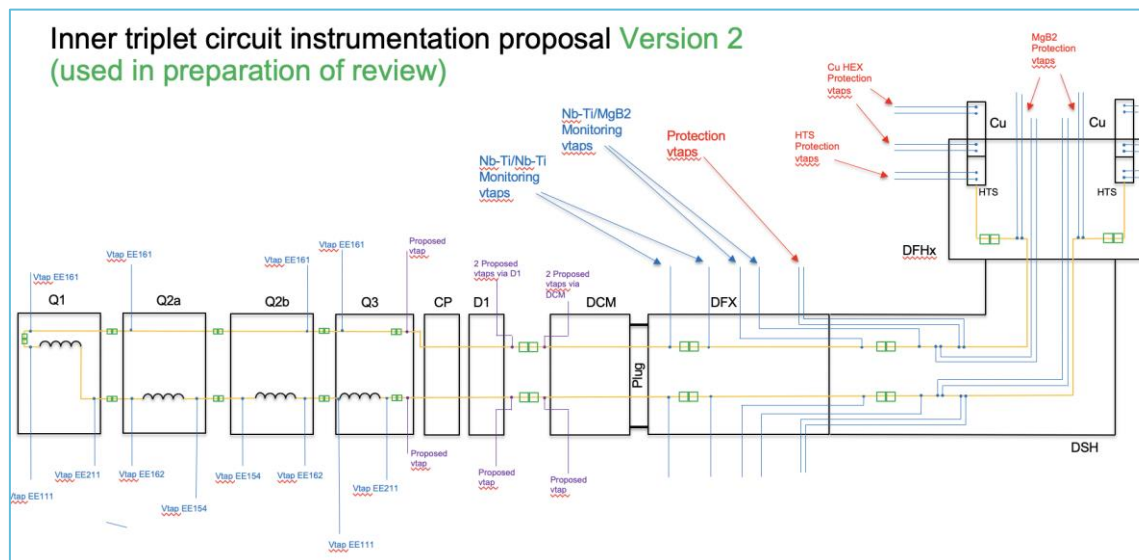 Inner triplet circuit instrumentation proposal Version 2
(used in preparation of review)
MgB2
Protection
vtaps
Cu HEX
Protection
vtaps
Cu
Cu
Nb-Ti/MgB2
Monitoring
vtaps
Protection
vtaps
HTS
Protection
vtaps
Nb-Ti/Nb-Ti
Monitoring
vtaps
HTS
HTS
DFHx
Vtap EE161
Vtap EE161
Vtap EE161
Vtap EE161
Proposed
vtap
2 Proposed
vtaps via D1
2 Proposed
vtaps via
DCM
Q1
Q2a
Q2b
Q3
CP
D1
DCM
DFX
Plug
DSH
Vtap EE111
Vtap EE211
Vtap EE162
Vtap EE154
Vtap EE154
Vtap EE162
Vtap EE111
Vtap EE211
Proposed
vtap
Proposed
vtap
Proposed
vtap